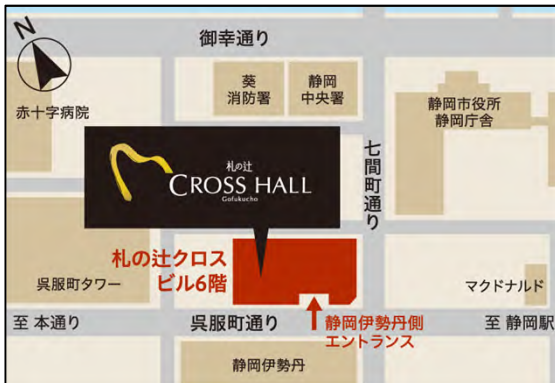 N
御幸通り
葵
消防署
静岡
中央署
赤十字病院
静岡市役所
静岡庁舎
七間町通り
札の辻
CROSS HALL
Gofukucho
札の辻クロス
ビル6階
呉服町タワー
マクドナルド
至 本通り
呉服町通り
静岡伊勢丹側
エントランス
至 静岡駅
静岡伊勢丹